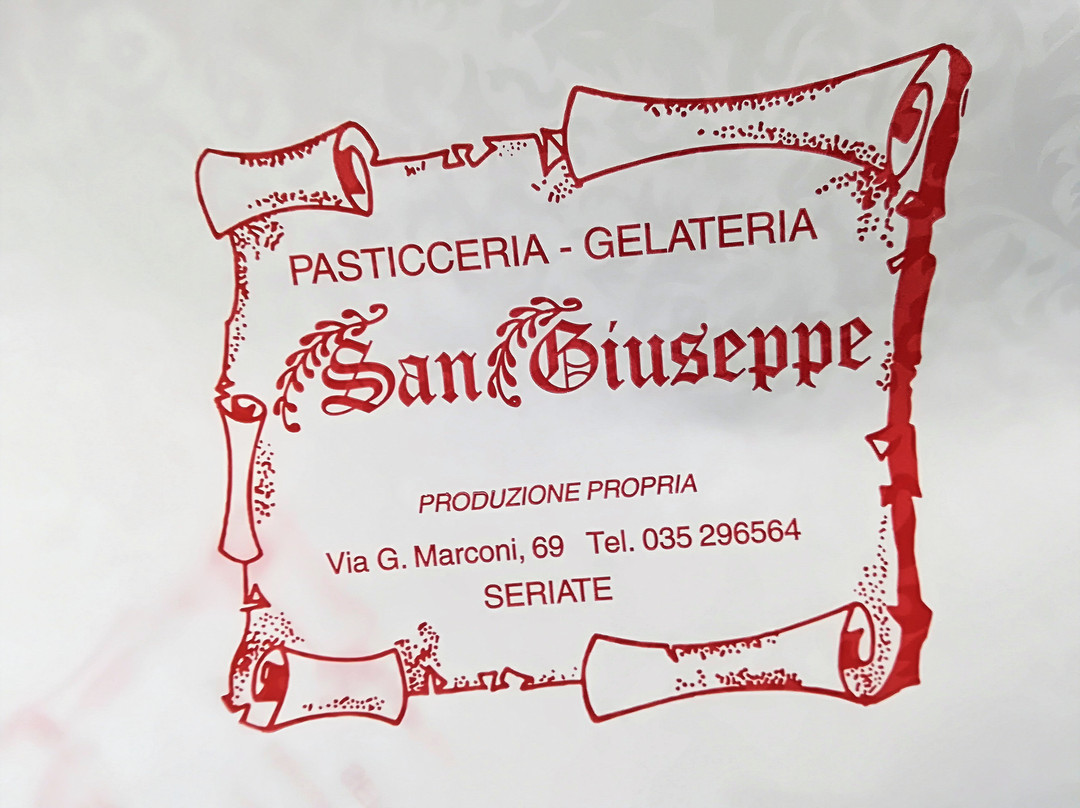 PASTICCERIA - GELATERIA
San Giuseppe
PRODUZIONE PROPRIA
Via G. Marconi, 69 Tel. 035 296564
SERIATE